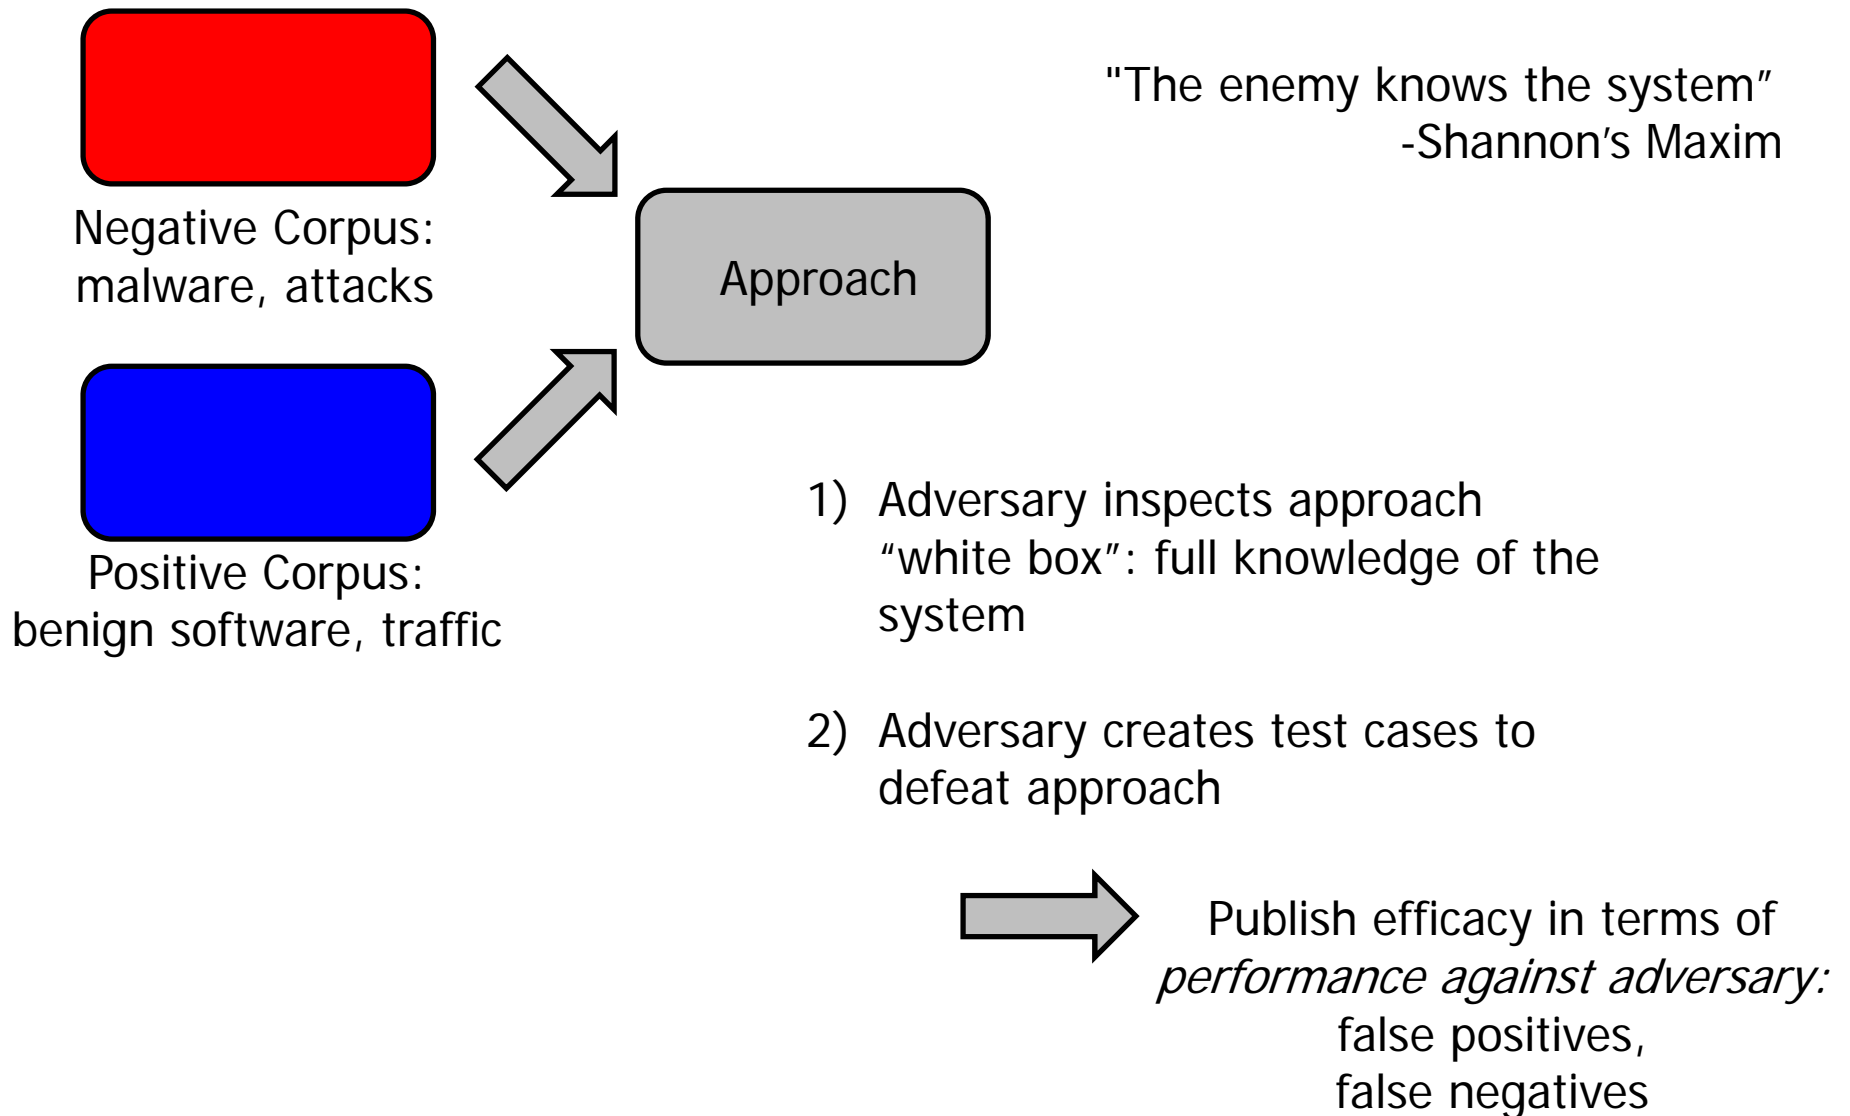 "The enemy knows the system”
-Shannon’s Maxim
Negative Corpus:
malware, attacks
Approach
Positive Corpus:
benign software, traffic
1) Adversary inspects approach
“white box”: full knowledge of the
system
2) Adversary creates test cases to
defeat approach
Publish efficacy in terms of
performance against adversary:
false positives,
false negatives